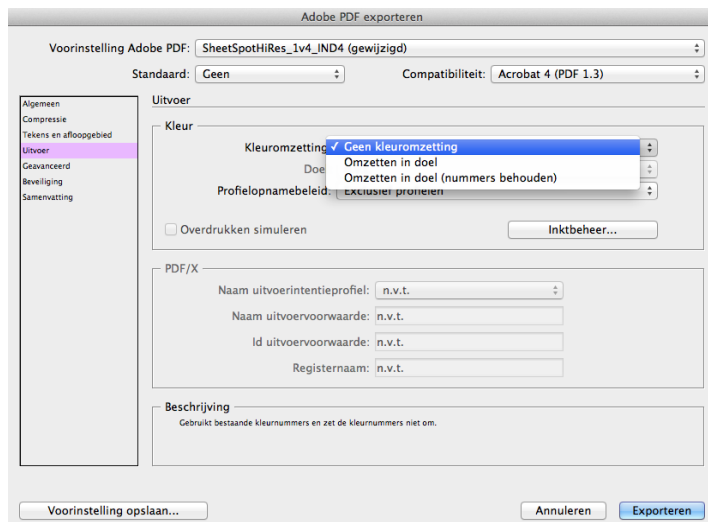 Adobe PDF exporteren
Voorinstelling Adobe PDF: SheetSpotHiRes_1v4_IND4 (gewijzigd)
Standaard: Geen Compatibiliteit: Acrobat 4 (PDF 1.3)
Algemeen
Compressie
Tekens en afloopgebied
Uitvoer
Geavanceerd
Beveiliging
Samenvatting
Uitvoer
Kleur
Kleuromzetting ✓ Geen kleuromzetting
Omzetten in doel
Omzetten in doel (nummers behouden)
Doe
Profielopnamebeleid: Exclusief profielen
Overdrukken simuleren Inktbeheer...
PDF/X
Naam uitvoerintentieprofiel: n.v.t.
Naam uitvoervoorwaarde: n.v.t.
Id uitvoervoorwaarde: n.v.t.
Registernaam: n.v.t.
Beschrijving
Gebruikt bestaande kleurnummers en zet de kleurnummers niet om.
Voorinstelling opslaan... Annuleren Exporteren